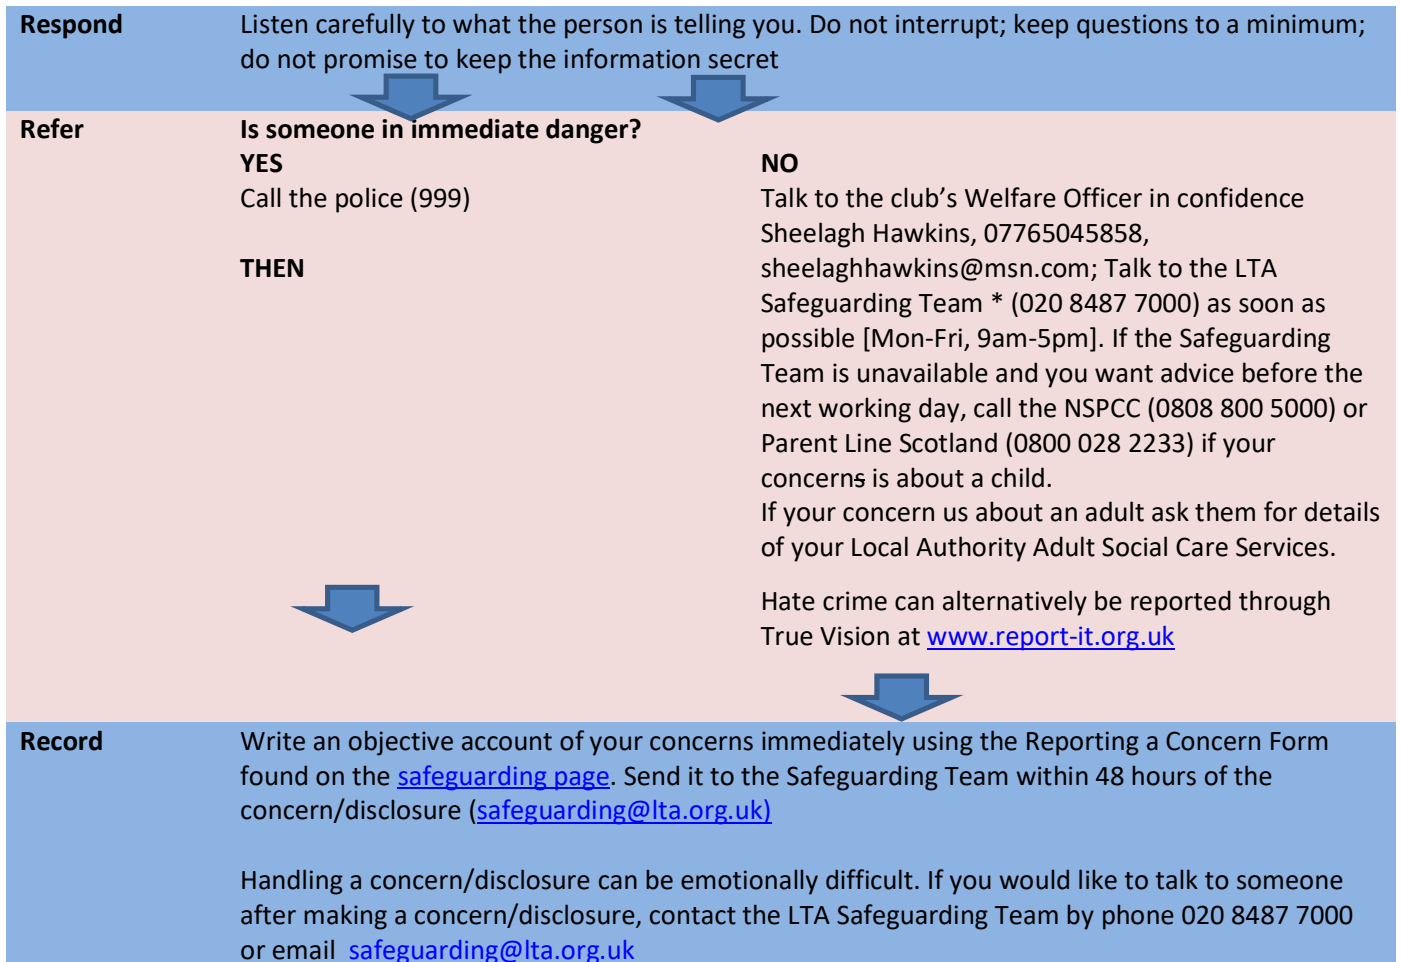 Respond
Listen carefully to what the person is telling you. Do not interrupt; keep questions to a minimum;
do not promise to keep the information secret
Refer
Is someone in immediate danger?
YES
Call the police (999)
THEN
NO
Talk to the club’s Welfare Officer in confidence
Sheelagh Hawkins, 07765045858,
sheelaghhawkins@msn.com; Talk to the LTA
Safeguarding Team * (020 8487 7000) as soon as
possible [Mon-Fri, 9am-5pm]. If the Safeguarding
Team is unavailable and you want advice before the
next working day, call the NSPCC (0808 800 5000) or
Parent Line Scotland (0800 028 2233) if your
concerns is about a child.
If your concern us about an adult ask them for details
of your Local Authority Adult Social Care Services.
Hate crime can alternatively be reported through
True Vision at www.report-it.org.uk
Record
Write an objective account of your concerns immediately using the Reporting a Concern Form
found on the safeguarding page. Send it to the Safeguarding Team within 48 hours of the
concern/disclosure (safeguarding@lta.org.uk)
Handling a concern/disclosure can be emotionally difficult. If you would like to talk to someone
after making a concern/disclosure, contact the LTA Safeguarding Team by phone 020 8487 7000
or email safeguarding@lta.org.uk